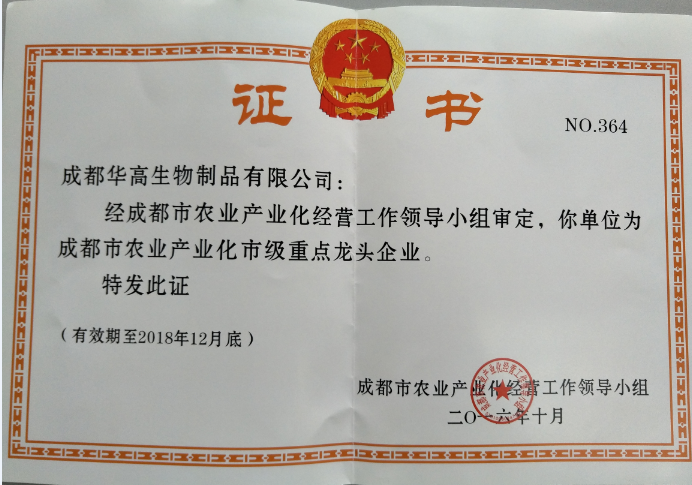 证书
NO.364
成都华高生物制品有限公司：
经成都市农业产业化经营工作领导小组审定，你单位为
成都市农业产业化市级重点龙头企业。
特发此证
（有效期至2018年12月底）
成都市农业产业化经营工作领导小组
二〇一六年十月